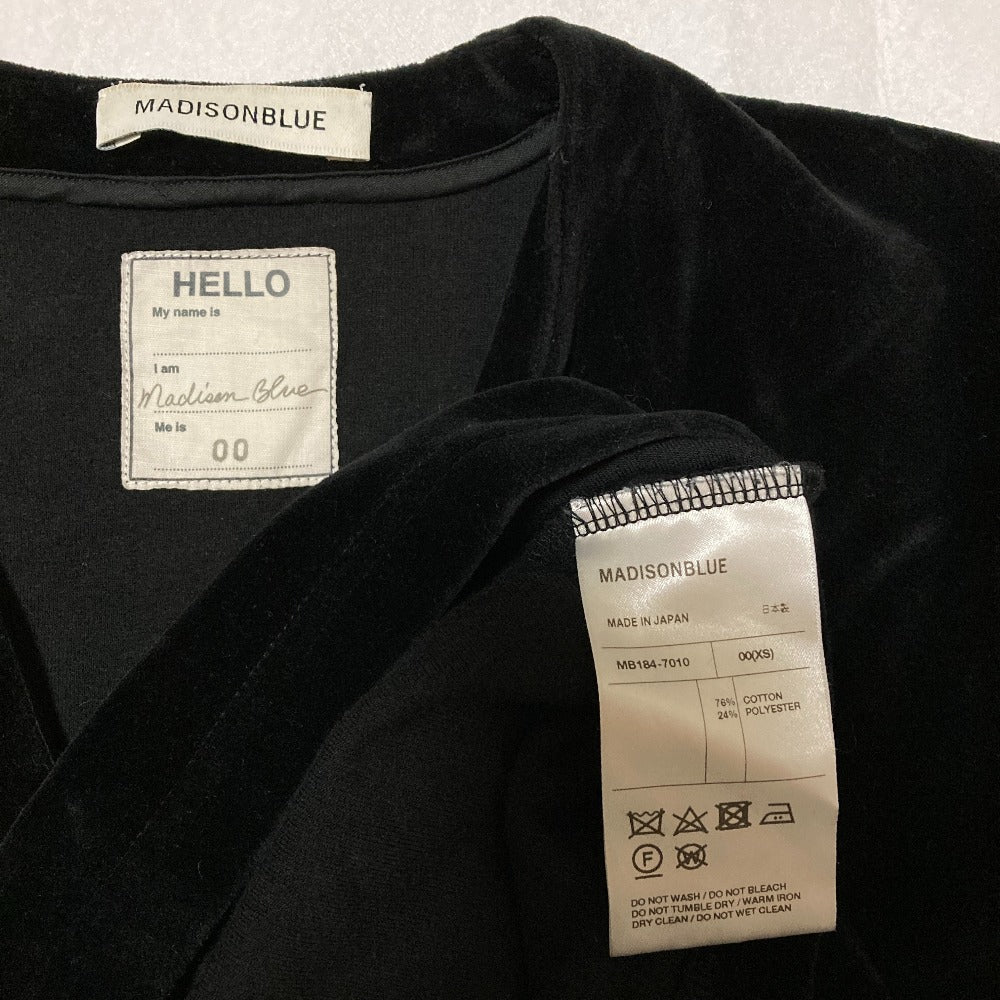 MADISONBLUE
HELLO
My name is
I am
Madison Blue
Me is
00
MADISONBLUE
MADE IN JAPAN 日本製
MB184-7010 00(XS)
76% COTTON
24% POLYESTER
F W
DO NOT WASH / DO NOT BLEACH
DO NOT TUMBLE DRY / WARM IRON
DRY CLEAN / DO NOT WET CLEAN